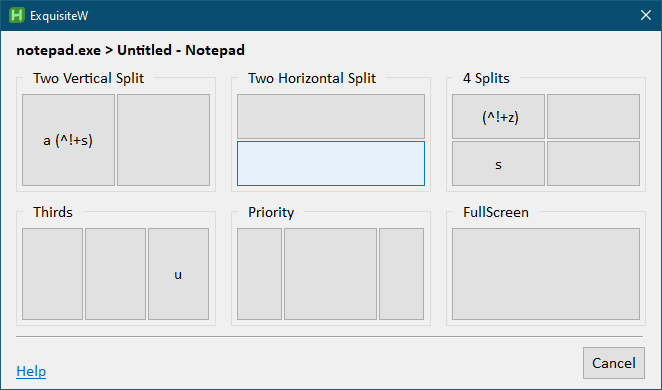 ExquisiteW
notepad.exe > Untitled - Notepad
Two Vertical Split
Two Horizontal Split
4 Splits
a (^!+s)
(^!+z)
s
Thirds
Priority
FullScreen
u
Help
Cancel